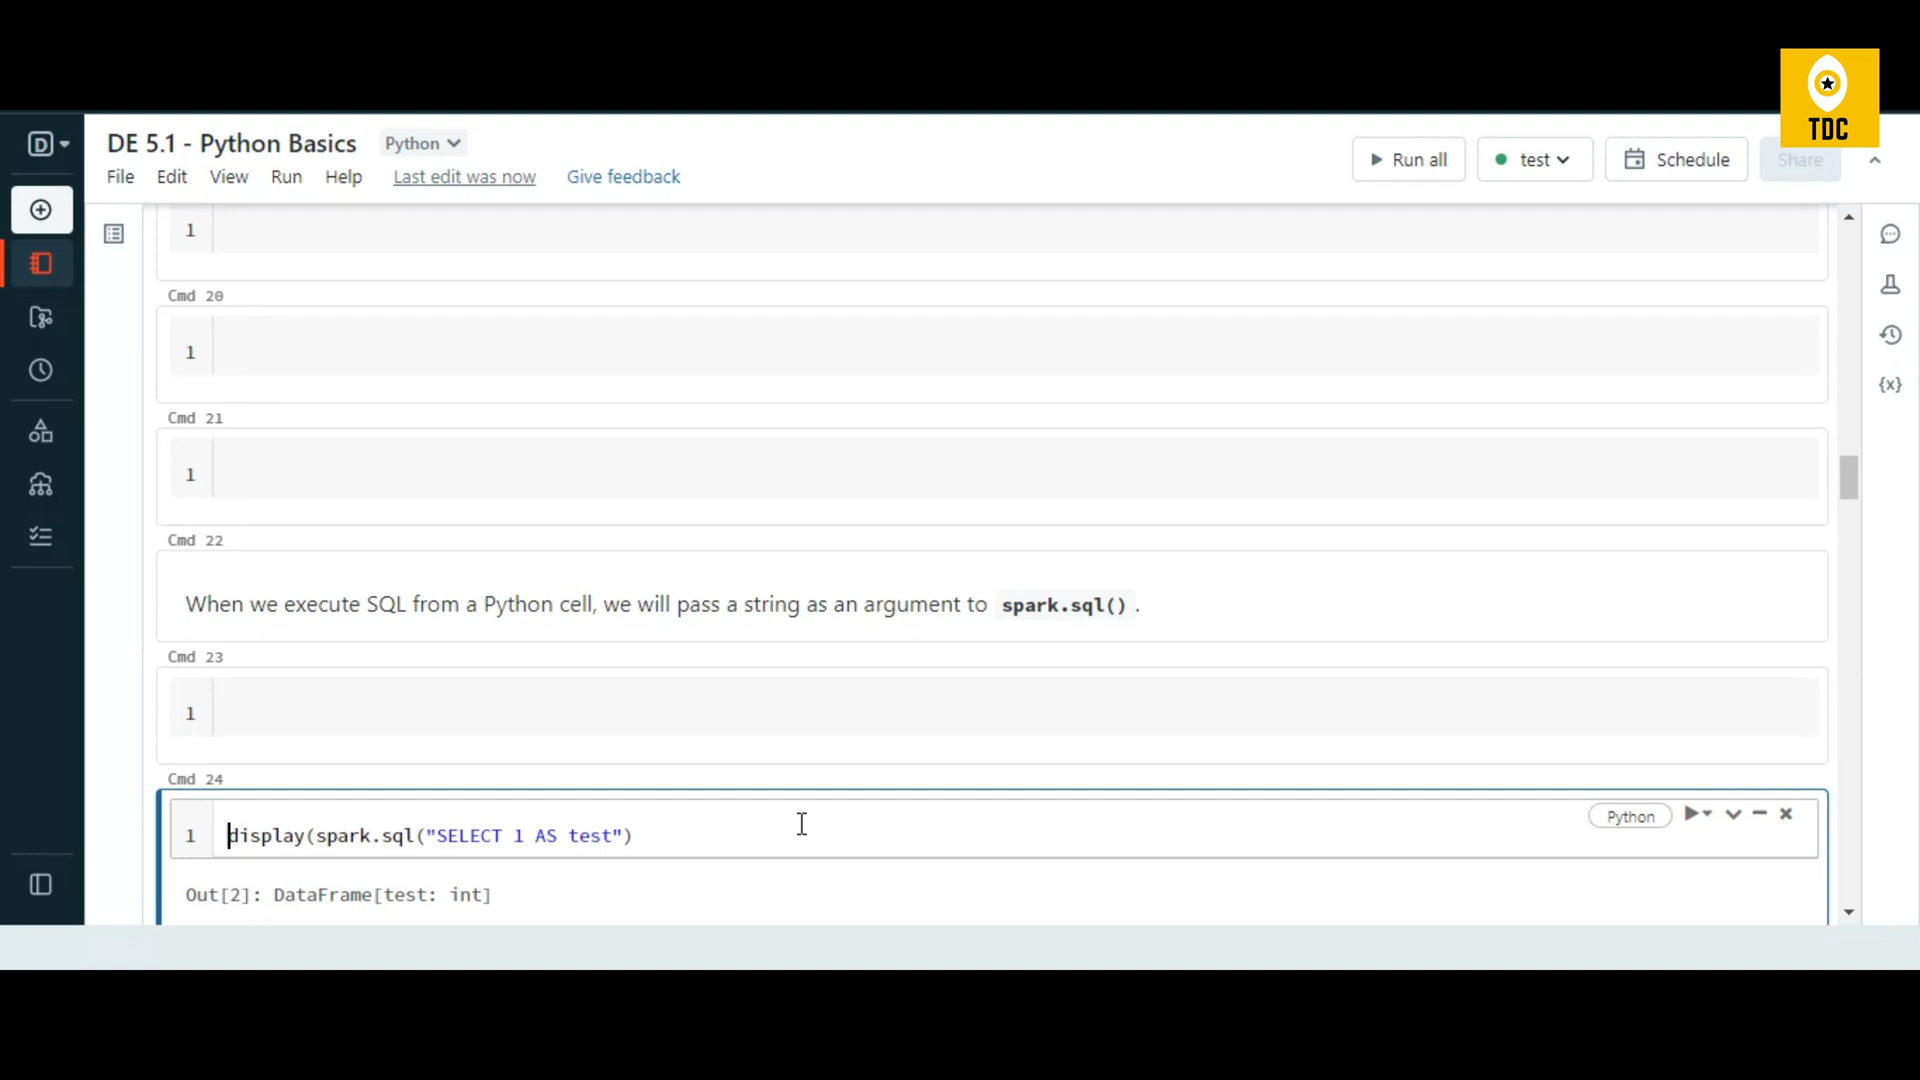 TDC
DE 5.1 - Python Basics Python
File Edit View Run Help Last edit was now Give feedback
Run all test Schedule Share
1
Cmd 20
1
Cmd 21
1
Cmd 22
When we execute SQL from a Python cell, we will pass a string as an argument to spark.sql() .
Cmd 23
1
Cmd 24
Python
1 display(spark.sql("SELECT 1 AS test")
Out[2]: DataFrame[test: int]